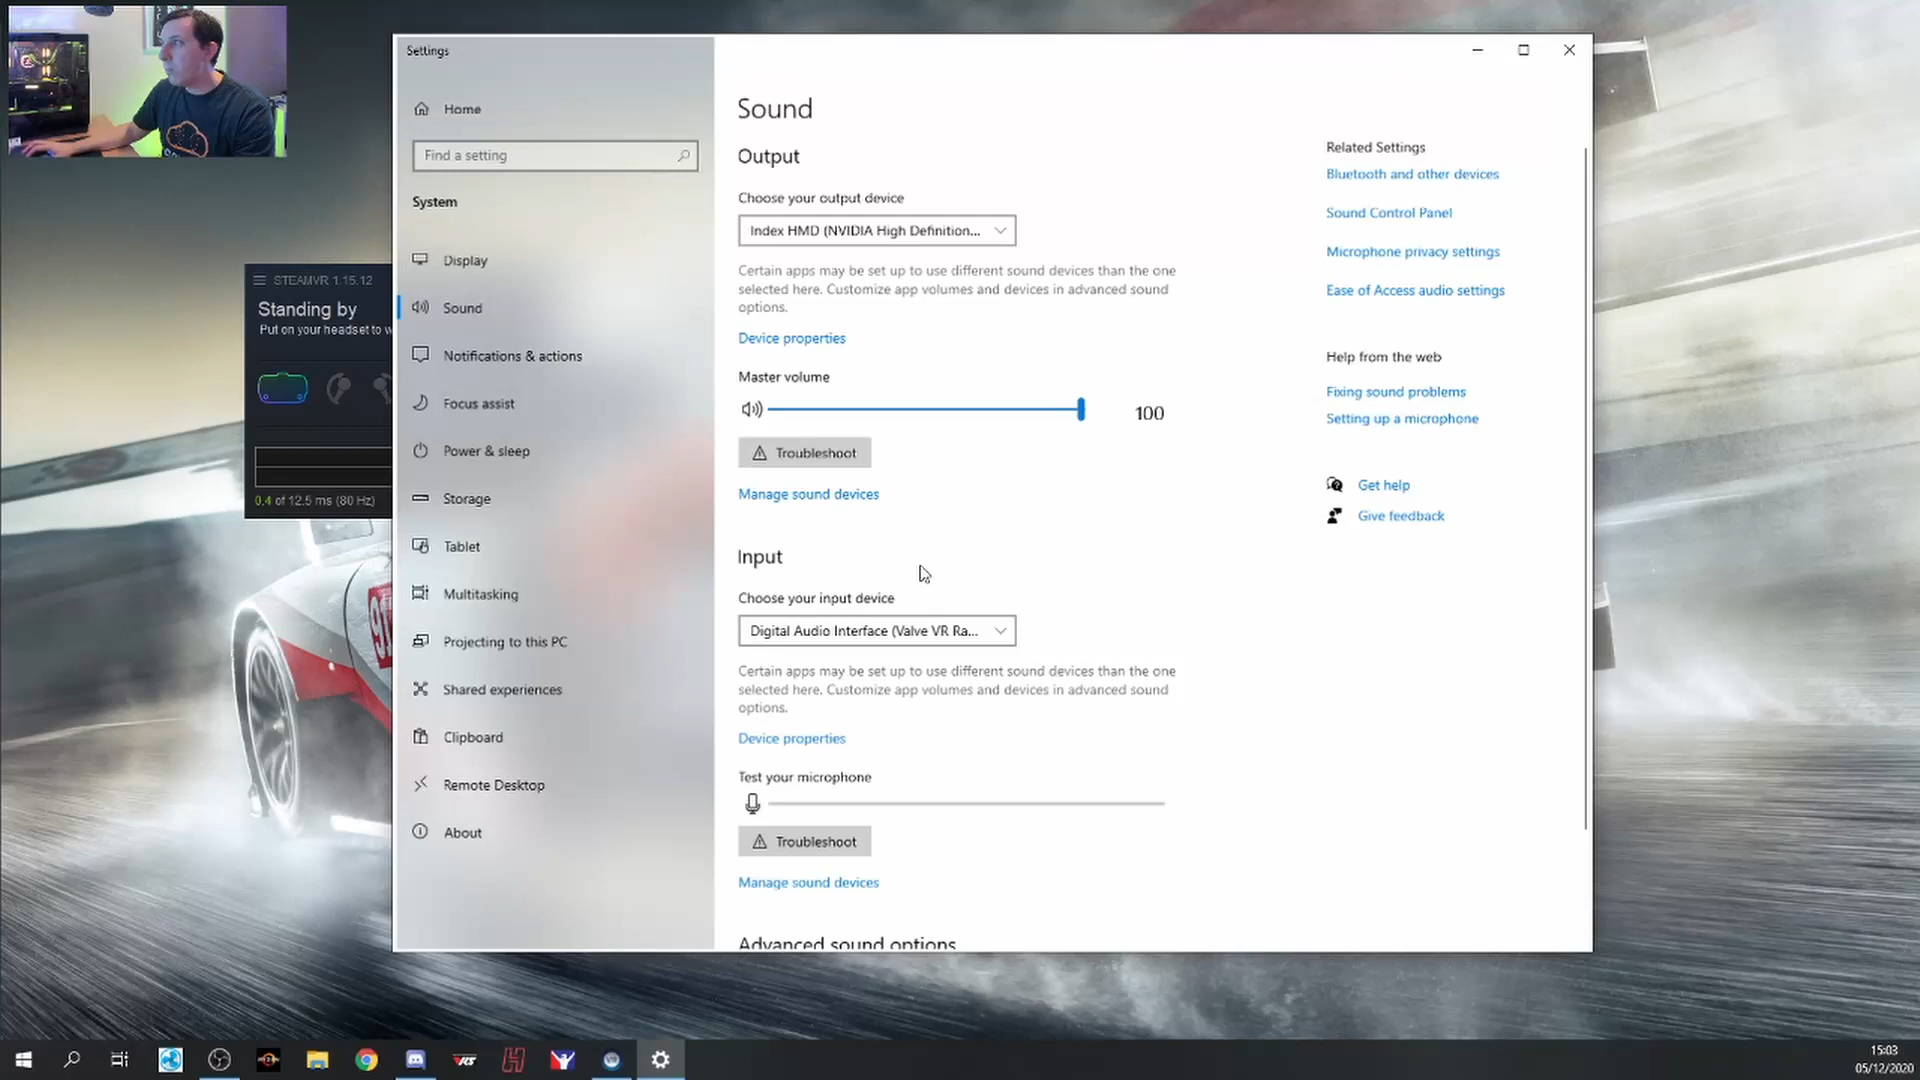 Settings
Home
Find a setting
System
Display
Sound
Notifications & actions
Focus assist
Power & sleep
Storage
Tablet
Multitasking
Projecting to this PC
Shared experiences
Clipboard
Remote Desktop
About
STEAMVR 1.15.12
Standing by
Put on your headset to
0.4 of 12.5 ms (80 Hz)
Sound
Output
Choose your output device
Index HMD (NVIDIA High Definition...
Certain apps may be set up to use different sound devices than the one
selected here. Customize app volumes and devices in advanced sound
options.
Device properties
Master volume
100
Troubleshoot
Manage sound devices
Input
Choose your input device
Digital Audio Interface (Valve VR Ra...
Certain apps may be set up to use different sound devices than the one
selected here. Customize app volumes and devices in advanced sound
options.
Device properties
Test your microphone
Troubleshoot
Manage sound devices
Advanced sound options
Related Settings
Bluetooth and other devices
Sound Control Panel
Microphone privacy settings
Ease of Access audio settings
Help from the web
Fixing sound problems
Setting up a microphone
Get help
Give feedback
15:03
05/12/2020